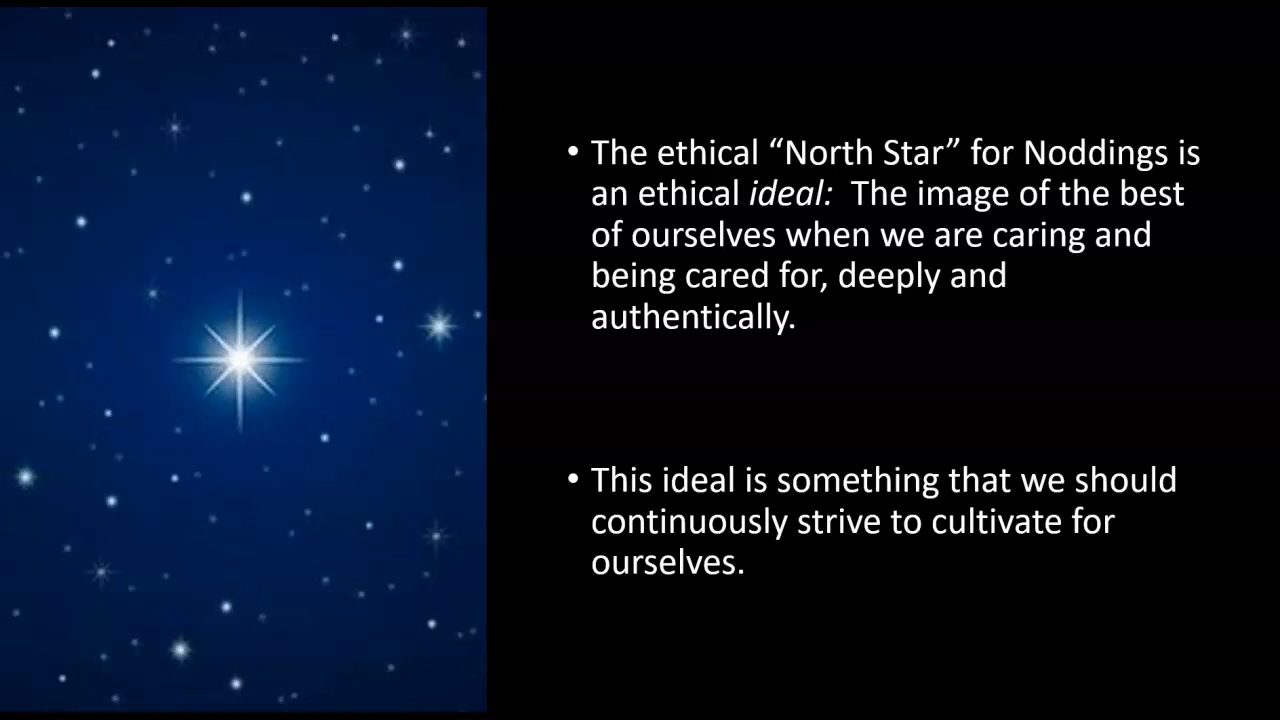 • The ethical “North Star” for Noddings is
an ethical ideal:  The image of the best
of ourselves when we are caring and
being cared for, deeply and
authentically.
• This ideal is something that we should
continuously strive to cultivate for
ourselves.